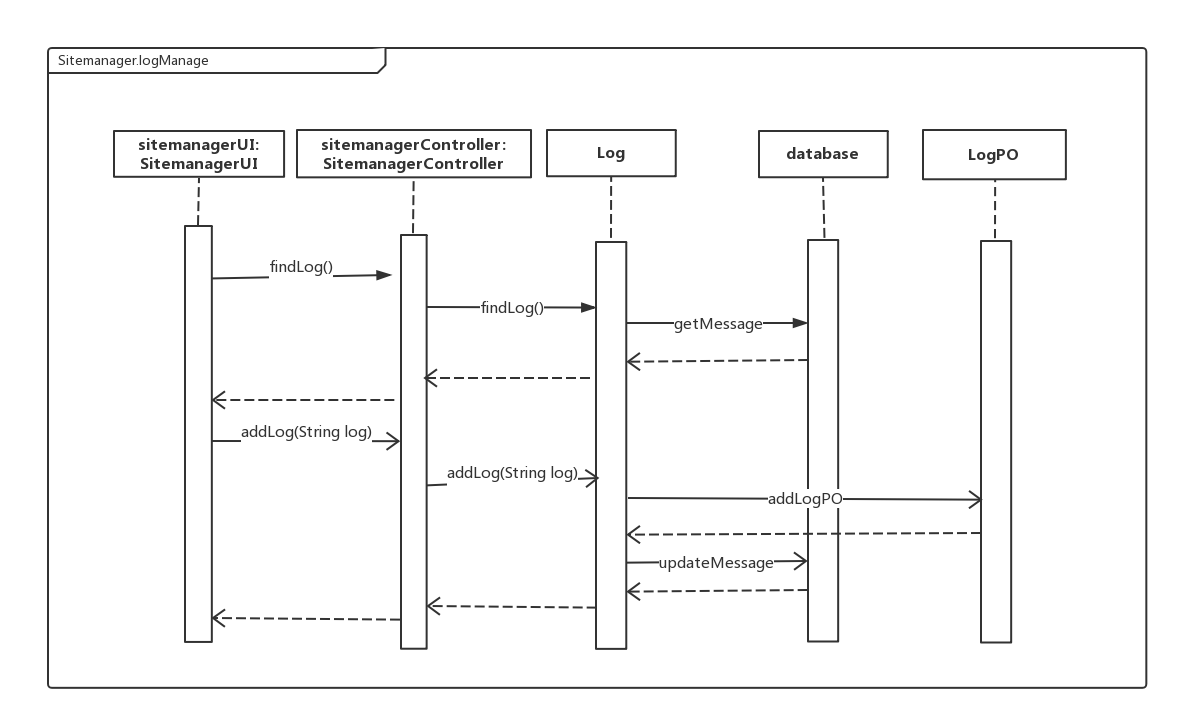 Sitemanager.logManage
sitemanagerUI:
SitemanagerUI
sitemanagerController:
SitemanagerController
Log
database
LogPO
findLog()
findLog()
getMessage
addLog(String log)
addLog(String log)
addLogPO
updateMessage